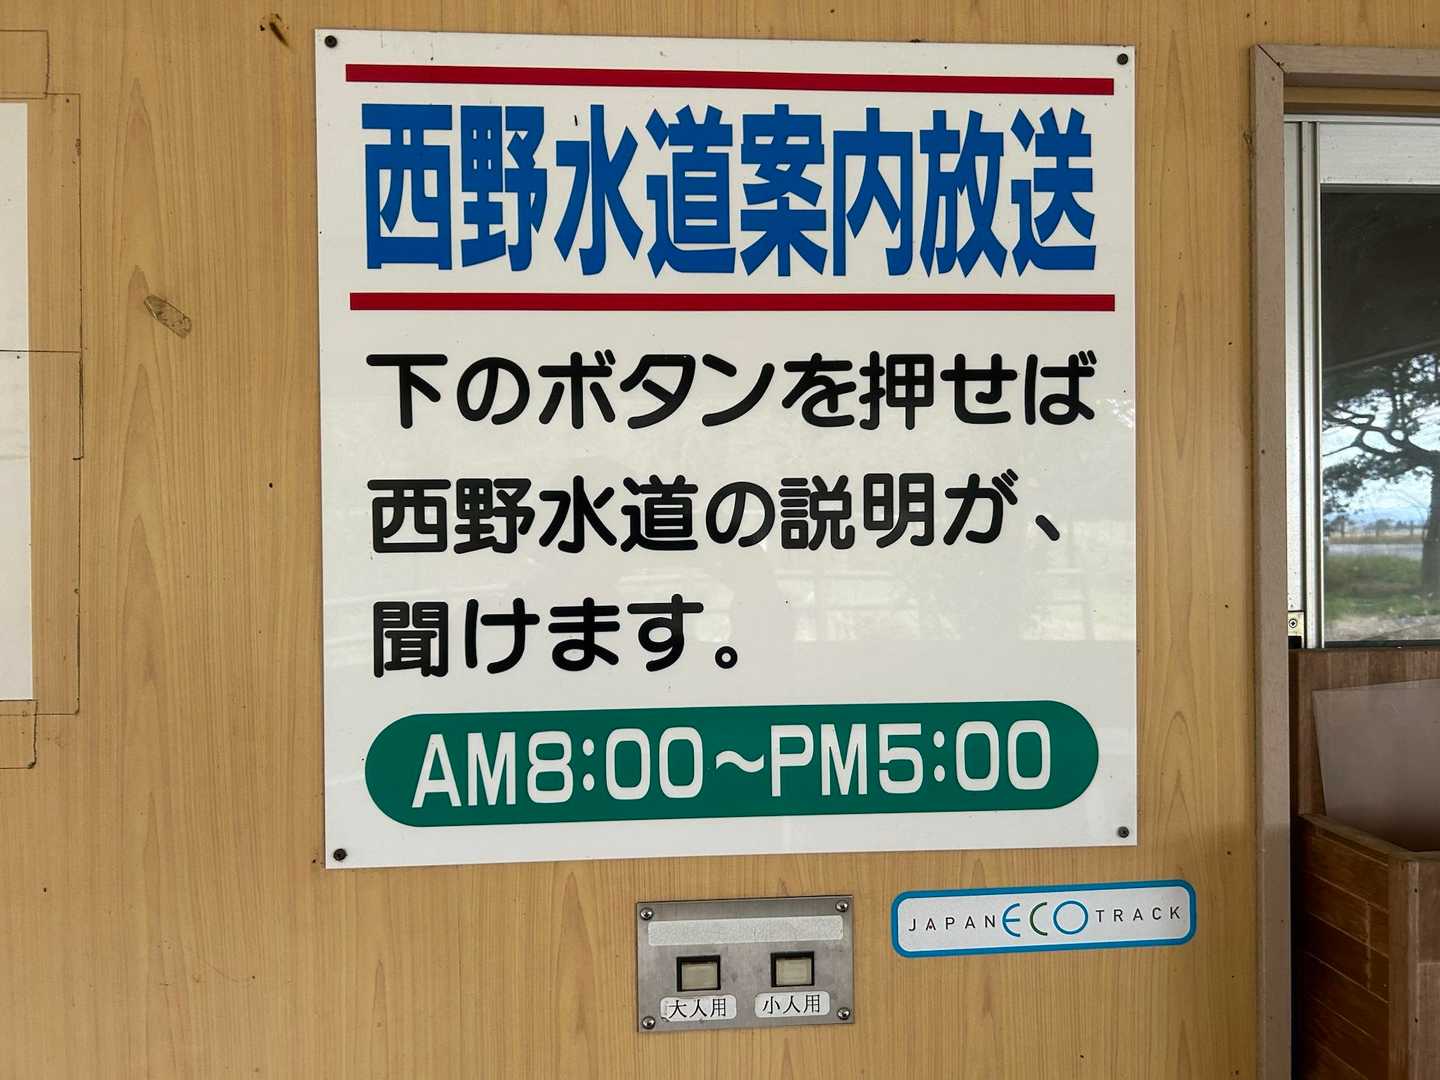 西野水道案内放送
下のボタンを押せば
西野水道の説明が、
聞けます。
AM8:00～PM5:00
JAPAN ECO TRACK
大人用 小人用